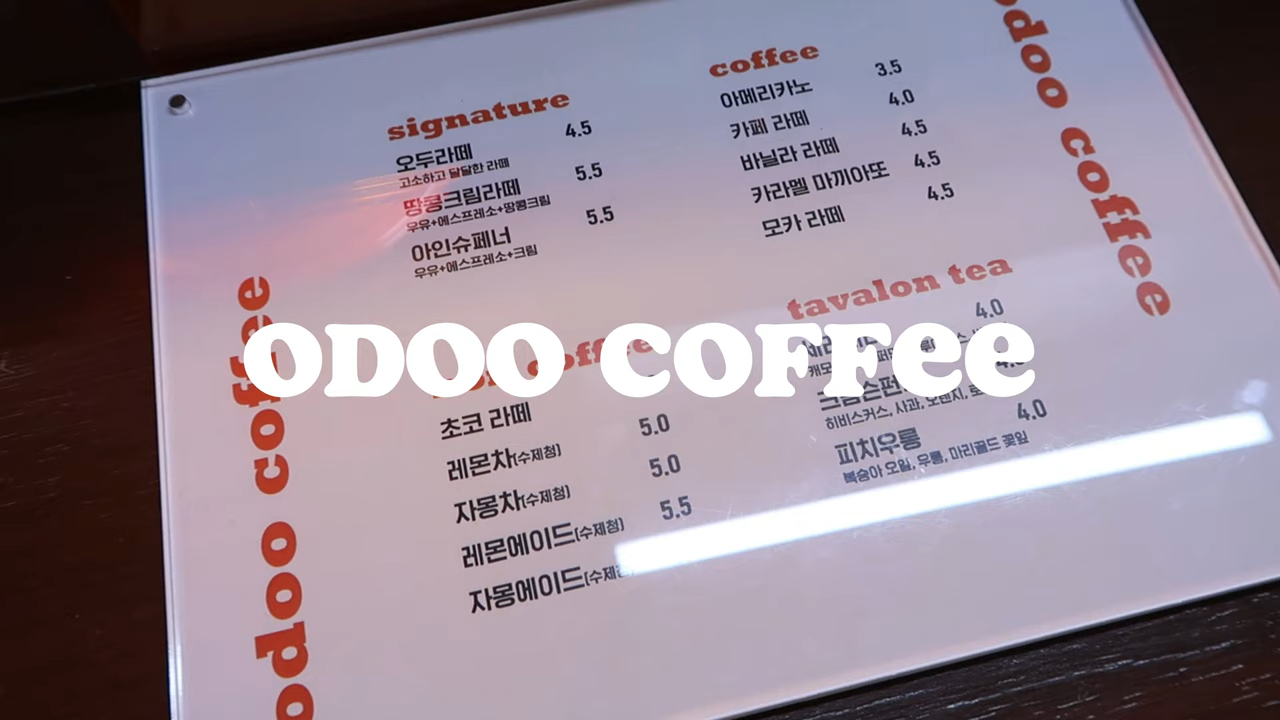 signature
오두라떼 4.5
고소하고 달달한 라떼
땅콩크림라떼 5.5
우유+에스프레소+땅콩크림
아인슈페너 5.5
우유+에스프레소+크림
coffee
아메리카노 3.5
카페 라떼 4.0
바닐라 라떼 4.5
카라멜 마끼아또 4.5
모카 라떼 4.5
coffee
초코 라떼
레몬차(수제청) 5.0
자몽차(수제청) 5.0
레몬에이드(수제청) 5.5
자몽에이드(수제
tavalon tea
4.0
히비스커스, 사과, 오렌지,
피치우롱 4.0
복숭아 오일, 우롱, 마리골드 꽃잎
odoo coffee
odoo coffee
ODOO COFFEE